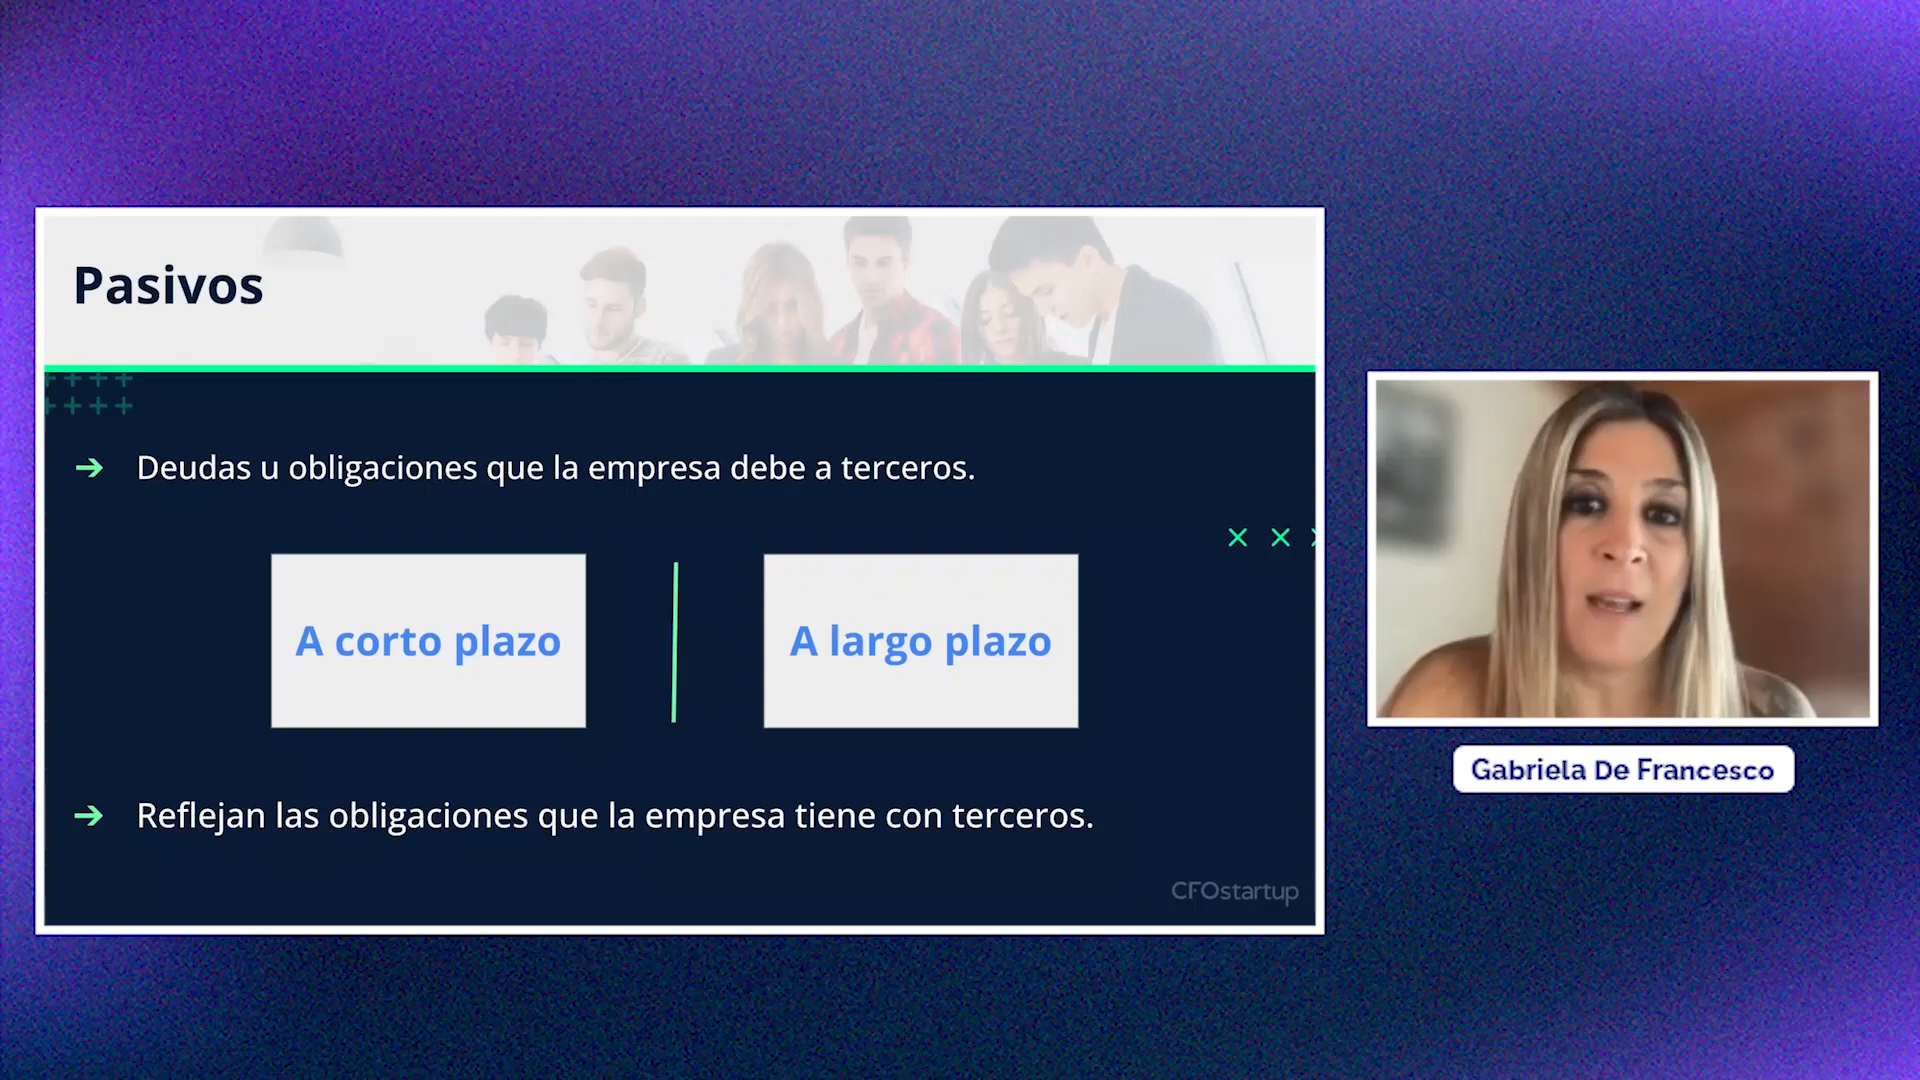 Pasivos
Deudas u obligaciones que la empresa debe a terceros.
A corto plazo
A largo plazo
Reflejan las obligaciones que la empresa tiene con terceros.
CFOstartup
Gabriela De Francesco